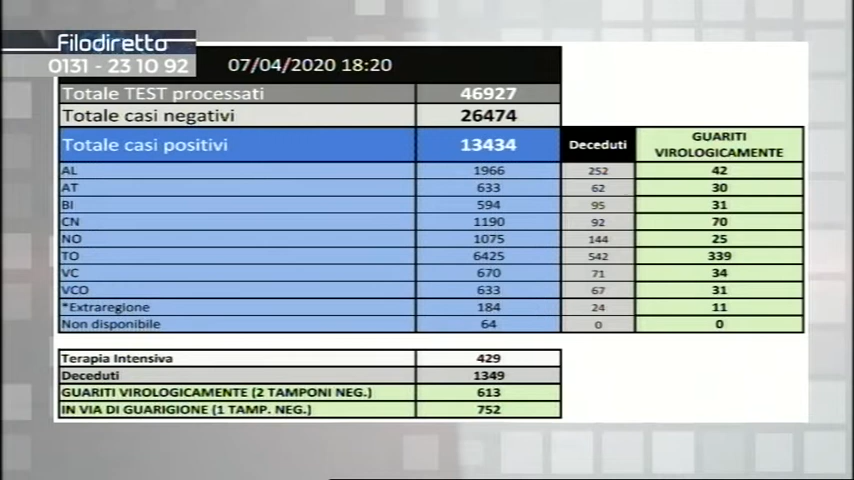 Filodiretto
0131 - 23 10 92
07/04/2020 18:20
Totale TEST processati 46927
Totale casi negativi 26474
Totale casi positivi 13434 Deceduti GUARITI VIROLOGICAMENTE
AL 1966 252 42
AT 633 62 30
BI 594 95 31
CN 1190 92 70
NO 1075 144 25
TO 6425 542 339
VC 670 71 34
VCO 633 67 31
*Extraregione 184 24 11
Non disponibile 64 0 0
Terapia Intensiva 429
Deceduti 1349
GUARITI VIROLOGICAMENTE (2 TAMPONI NEG.) 613
IN VIA DI GUARIGIONE (1 TAMP. NEG.) 752